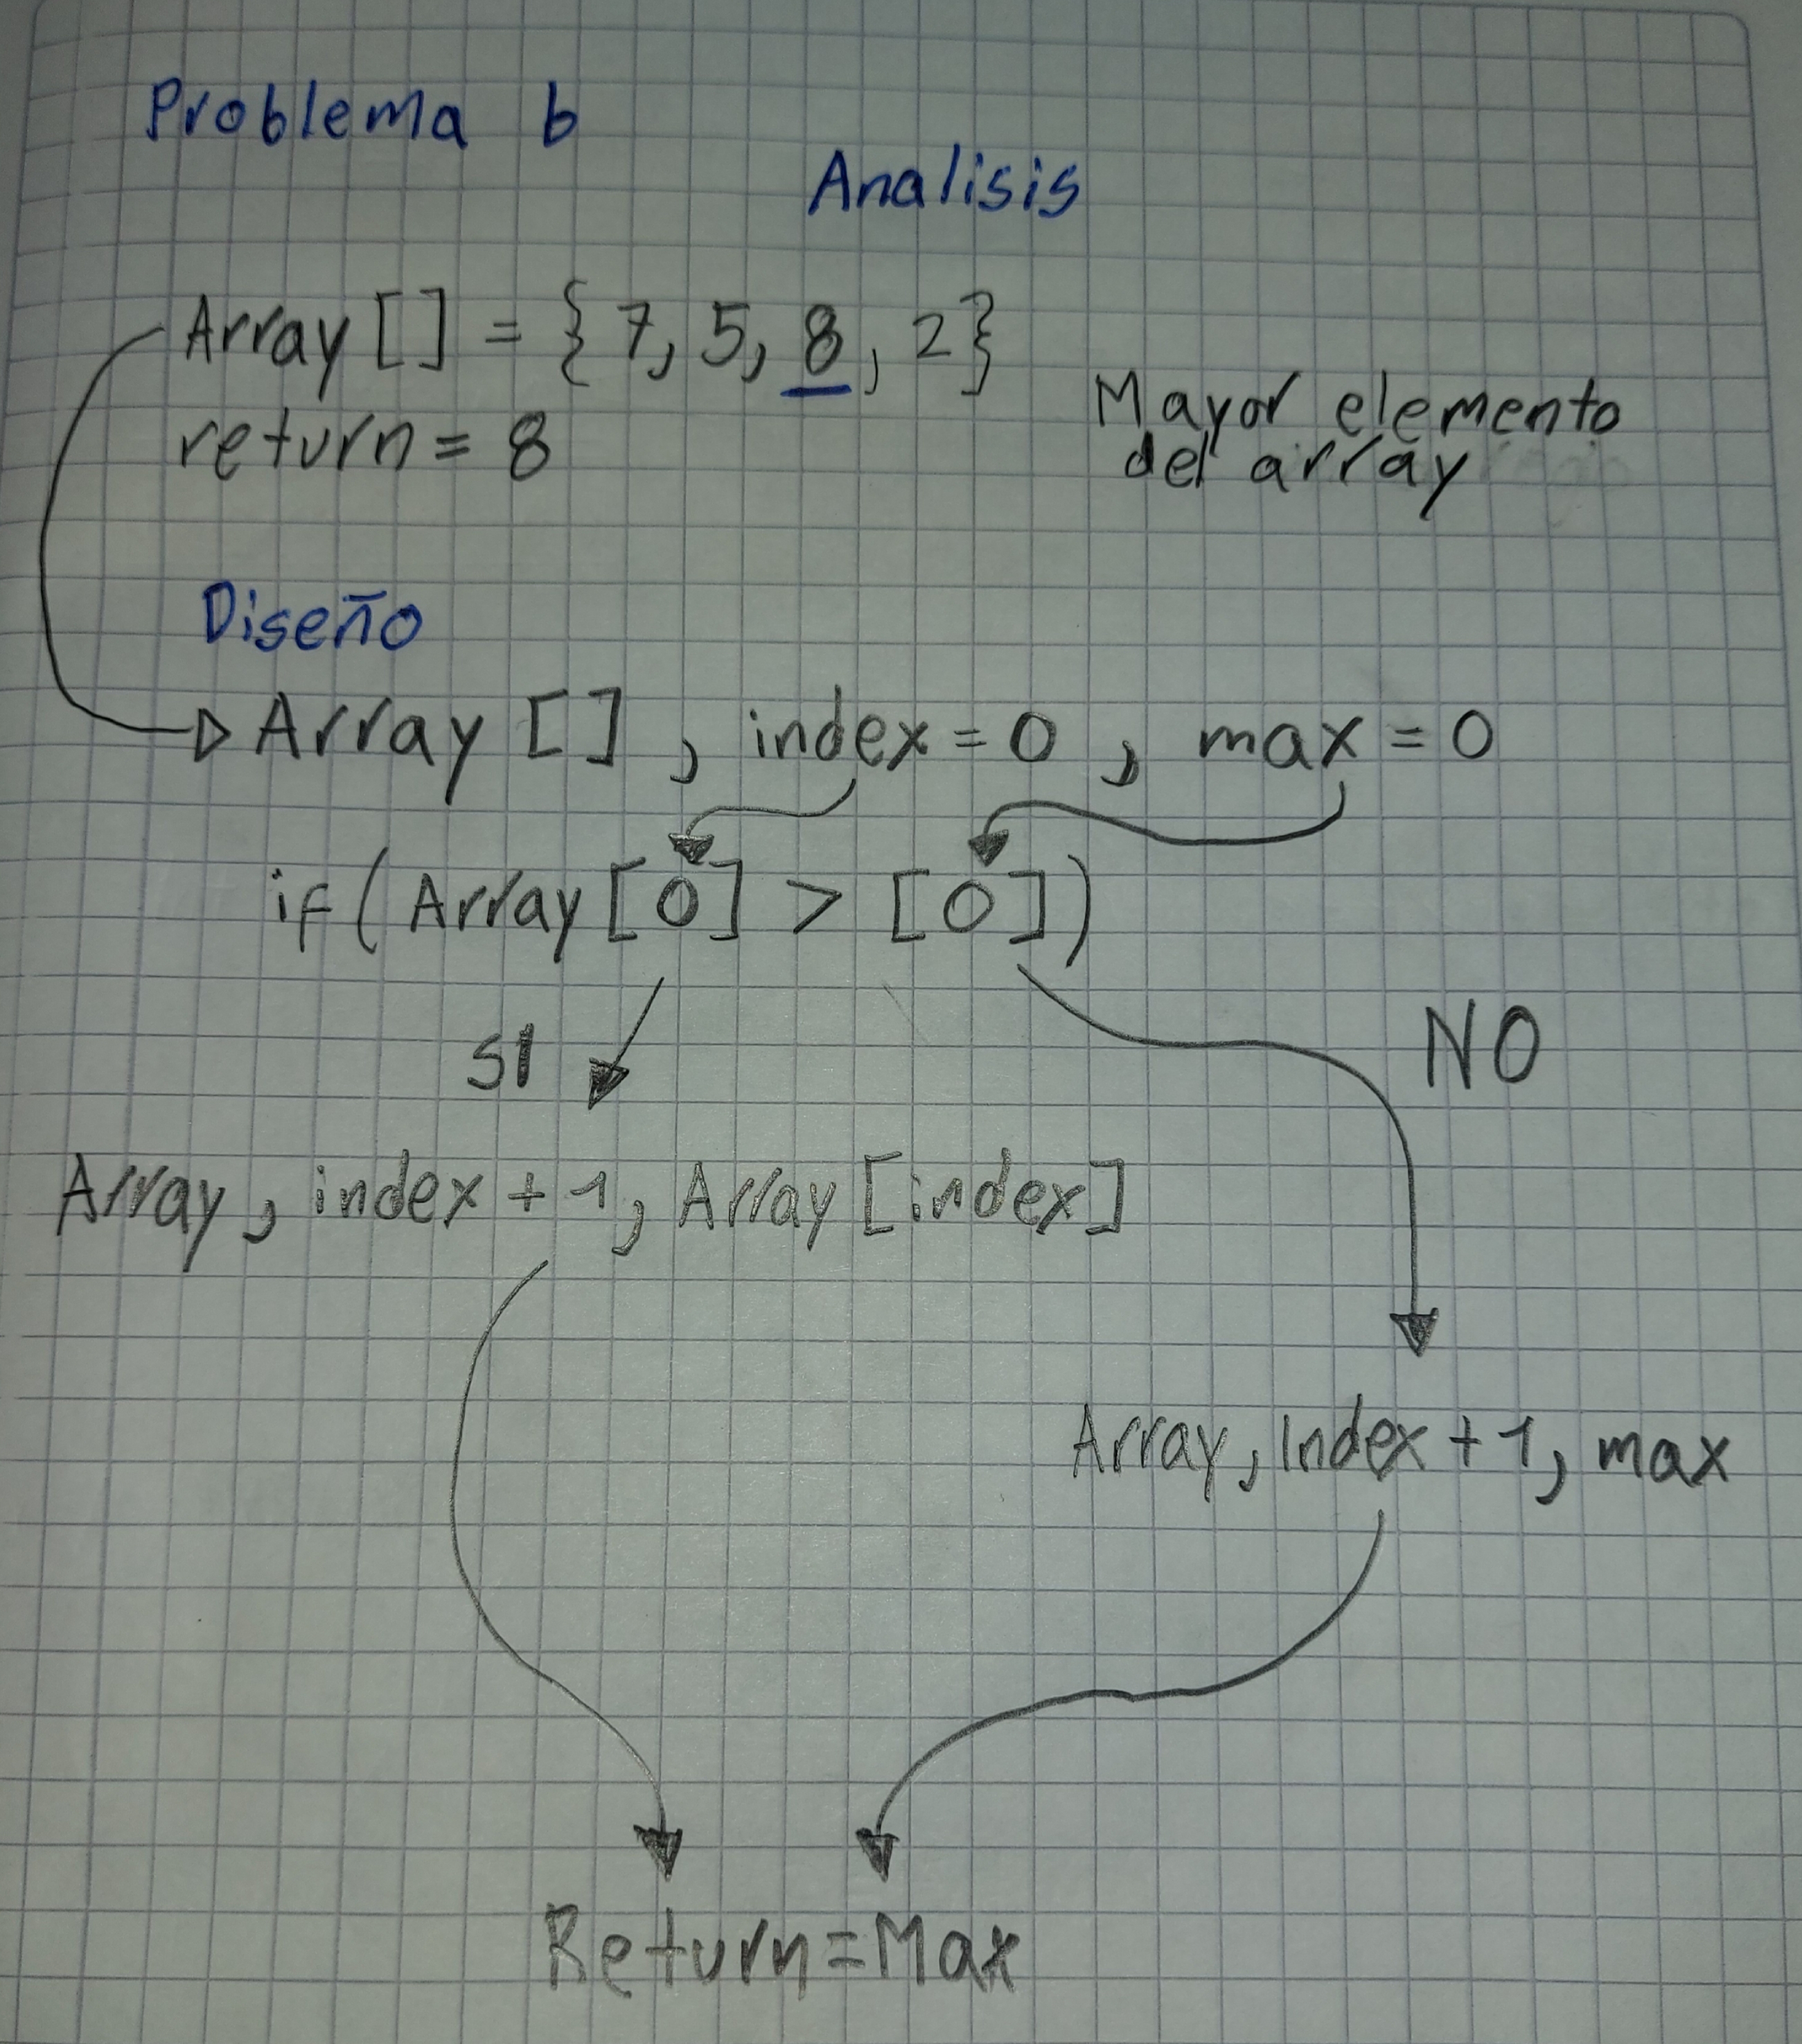 Problema b
Analisis
Array [] = {7, 5, 8, 2}
return = 8
Mayor elemento
del array
Diseño
Array [] , index = 0 , max = 0
if (Array [0] > [0])
SI
NO
Array, index + 1, Array [index]
Array, Index + 1, max
Return = Max